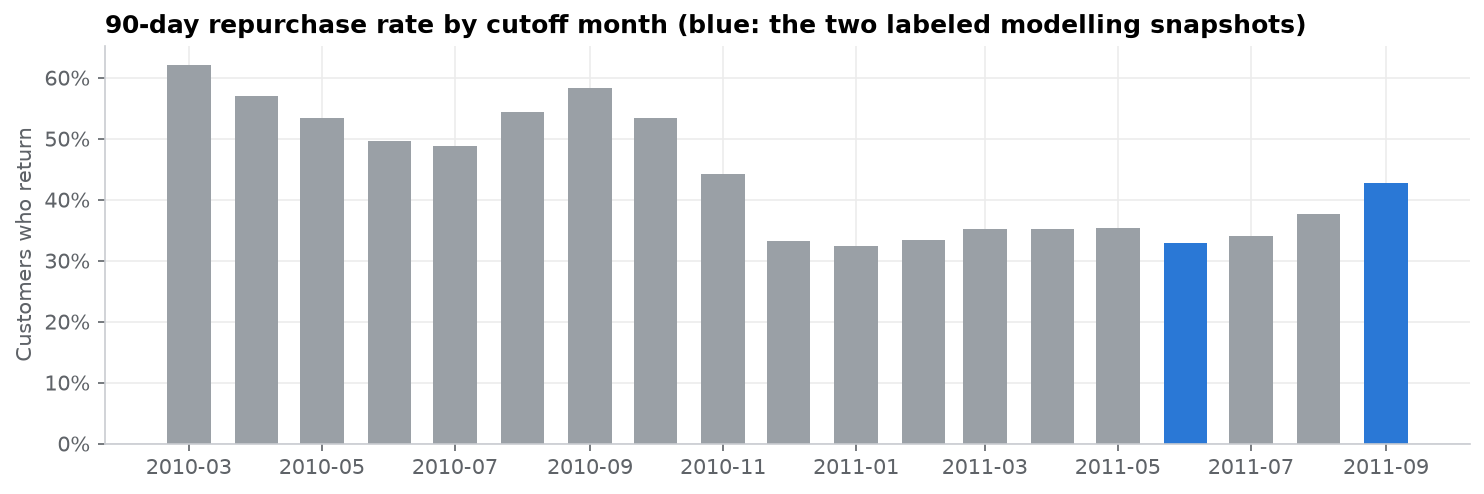 90-day repurchase rate by cutoff month (blue: the two labeled modelling snapshots)
Customers who return
60%
50%
40%
30%
20%
10%
0%
2010-03 2010-05 2010-07 2010-09 2010-11 2011-01 2011-03 2011-05 2011-07 2011-09